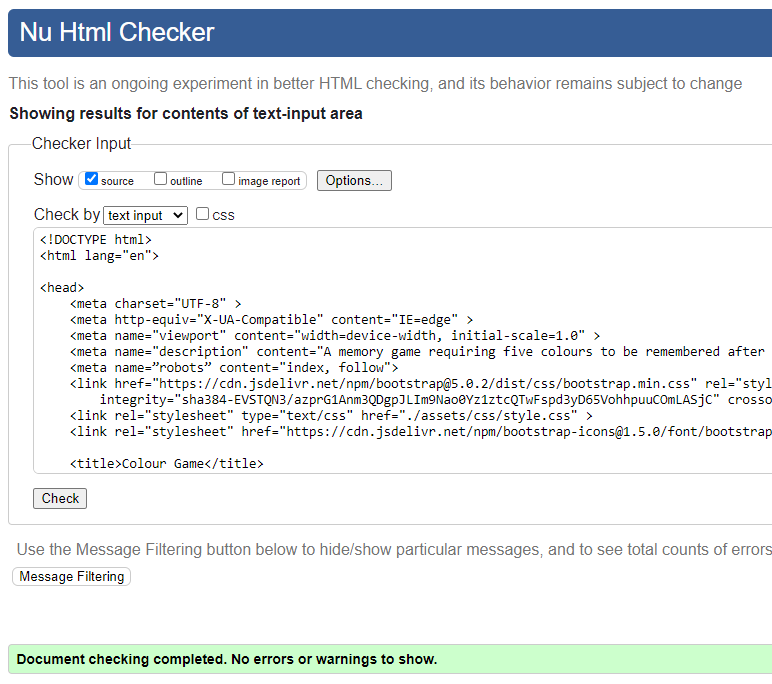 Nu Html Checker
This tool is an ongoing experiment in better HTML checking, and its behavior remains subject to change
Showing results for contents of text-input area
Checker Input
Show source outline image report Options...
Check by text input css
<!DOCTYPE html>
<html lang="en">
<head>
<meta charset="UTF-8" >
<meta http-equiv="X-UA-Compatible" content="IE=edge" >
<meta name="viewport" content="width=device-width, initial-scale=1.0" >
<meta name="description" content="A memory game requiring five colours to be remembered after
<meta name=”robots” content="index, follow">
<link href="https://cdn.jsdelivr.net/npm/bootstrap@5.0.2/dist/css/bootstrap.min.css" rel="styl
integrity="sha384-EVSTQN3/azprG1Anm3QDgpJLIm9Nao0Yz1ztcQTwFspd3yD65VohhpuuCOmLASjC" crosso
<link rel="stylesheet" type="text/css" href="./assets/css/style.css" >
<link rel="stylesheet" href="https://cdn.jsdelivr.net/npm/bootstrap-icons@1.5.0/font/bootstrap
<title>Colour Game</title>
Check
Use the Message Filtering button below to hide/show particular messages, and to see total counts of errors
Message Filtering
Document checking completed. No errors or warnings to show.